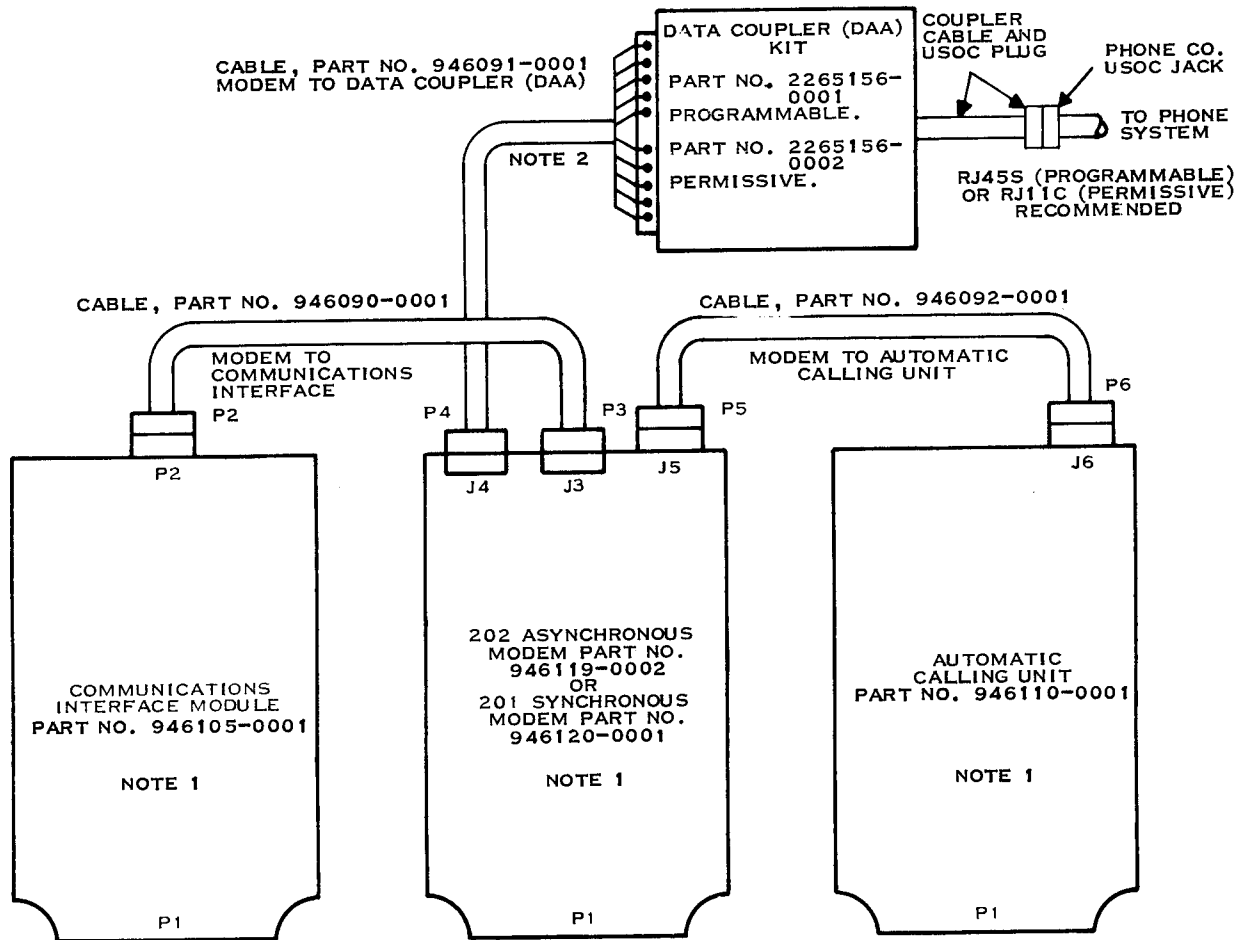 CABLE, PART NO. 946091-0001
MODEM TO DATA COUPLER (DAA)
NOTE 2
DATA COUPLER (DAA)
KIT
PART NO. 2265156-
0001
PROGRAMMABLE.
PART NO. 2265156-
0002
PERMISSIVE.
COUPLER
CABLE AND
USOC PLUG
PHONE CO.
USOC JACK
TO PHONE
SYSTEM
RJ45S (PROGRAMMABLE)
OR RJ11C (PERMISSIVE)
RECOMMENDED
CABLE, PART NO. 946090-0001
MODEM TO
COMMUNICATIONS
INTERFACE
CABLE, PART NO. 946092-0001
MODEM TO AUTOMATIC
CALLING UNIT
P2
P4
P3
P5
P6
P2
J4
J3
J5
J6
COMMUNICATIONS
INTERFACE MODULE
PART NO. 946105-0001
NOTE 1
P1
202 ASYNCHRONOUS
MODEM PART NO.
946119-0002
OR
201 SYNCHRONOUS
MODEM PART NO.
946120-0001
NOTE 1
P1
AUTOMATIC
CALLING UNIT
PART NO. 946110-0001
NOTE 1
P1